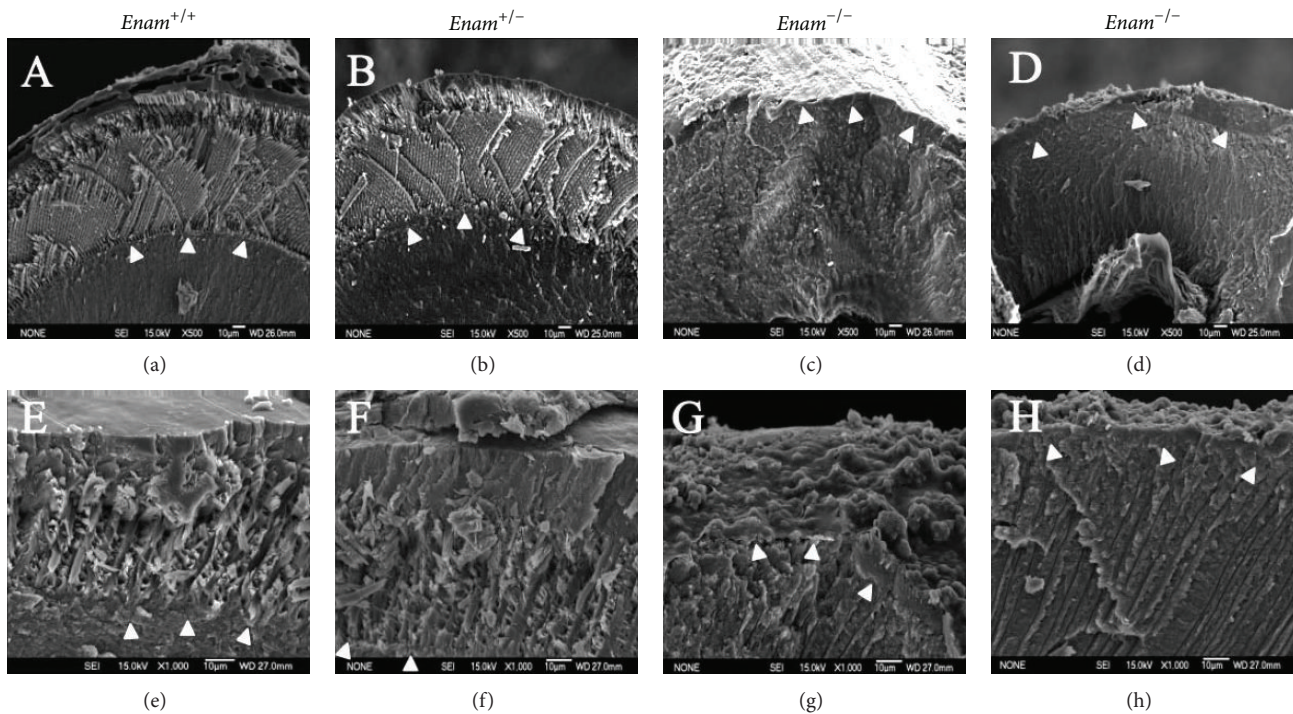 Enam+/+ Enam+/− Enam−/− Enam−/−
A B C D
NONE SEI 15.0kV X500 10μm WD 26.0mm
NONE SEI 15.0kV X500 10μm WD 25.0mm
NONE SEI 15.0kV X500 10μm WD 26.0mm
NONE SEI 15.0kV X500 10μm WD 25.0mm
(a) (b) (c) (d)
E F G H
SEI 15.0kV X1,000 10μm WD 27.0mm
NONE SEI 15.0kV X1,000 10μm WD 27.0mm
NONE SEI 15.0kV X1,000 10μm WD 27.0mm
NONE SEI 15.0kV X1,000 10μm WD 27.0mm
(e) (f) (g) (h)